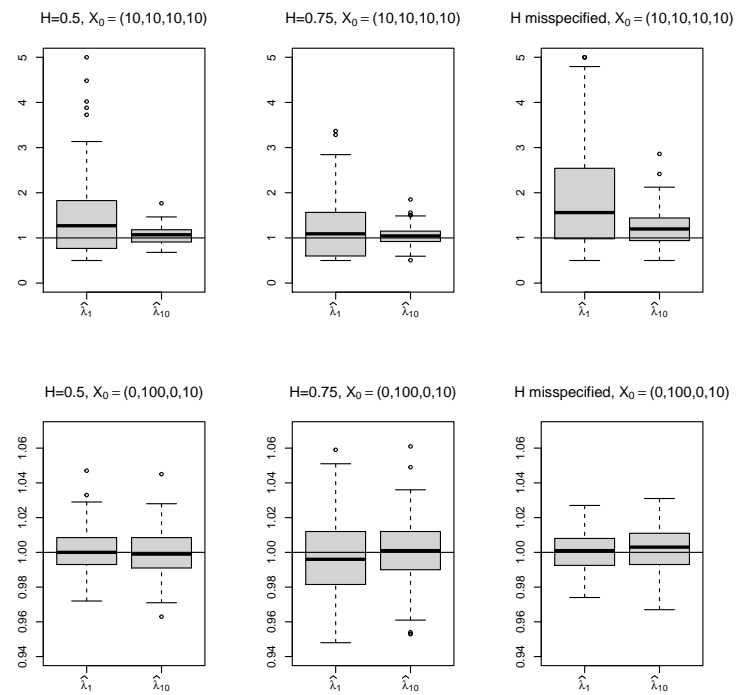 H=0.5, X₀ = (10,10,10,10)
H=0.75, X₀ = (10,10,10,10)
H misspecified, X₀ = (10,10,10,10)
5
4
3
2
1
0
λ̂₁
λ̂₁₀
5
4
3
2
1
0
λ̂₁
λ̂₁₀
5
4
3
2
1
0
λ̂₁
λ̂₁₀
H=0.5, X₀ = (0,100,0,10)
H=0.75, X₀ = (0,100,0,10)
H misspecified, X₀ = (0,100,0,10)
1.06
1.04
1.02
1.00
0.98
0.96
0.94
λ̂₁
λ̂₁₀
1.06
1.04
1.02
1.00
0.98
0.96
0.94
λ̂₁
λ̂₁₀
1.06
1.04
1.02
1.00
0.98
0.96
0.94
λ̂₁
λ̂₁₀